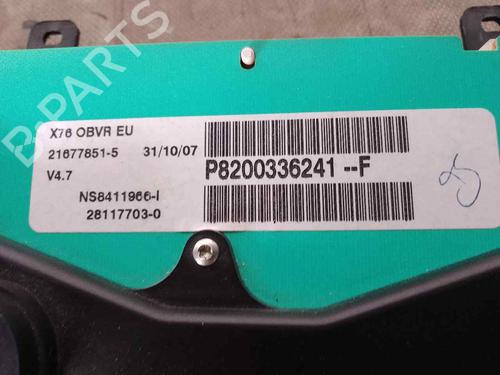 B-PARTS
X76 OBVR EU
21677851-5 31/10/07
V4.7
P8200336241--F
NS8411966-I
28117703-0